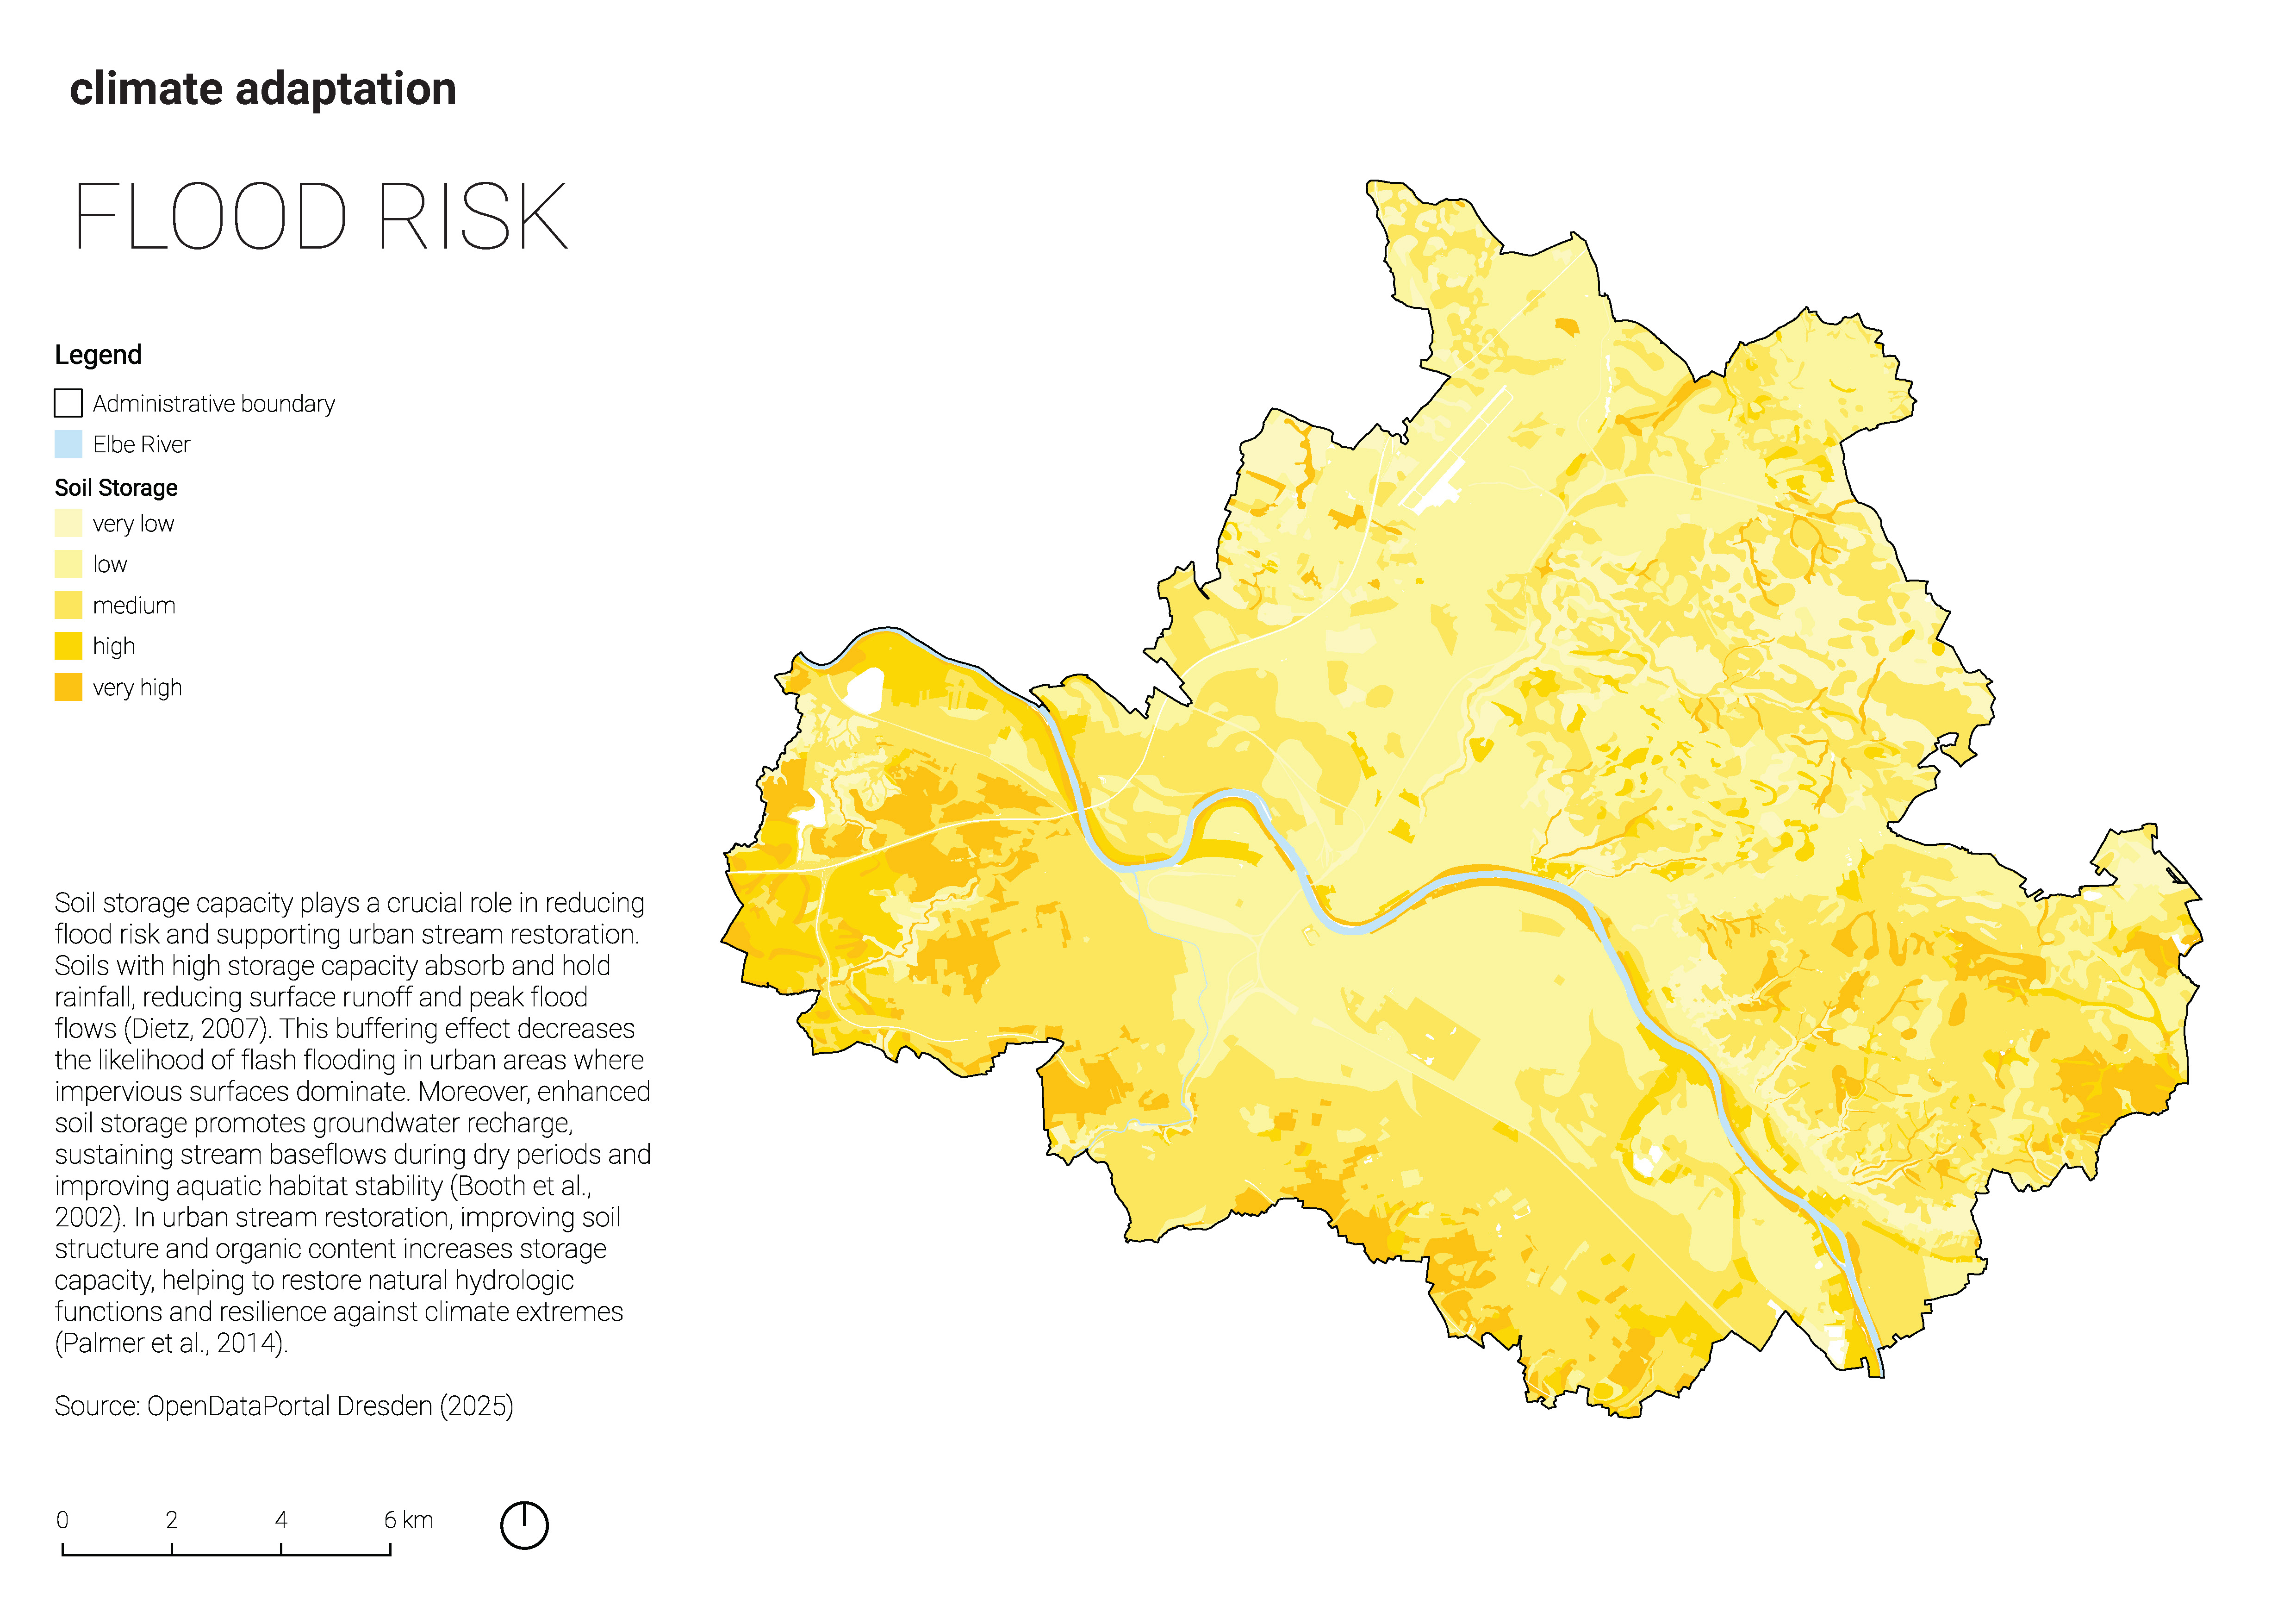 climate adaptation
FLOOD RISK
Legend
Administrative boundary
Elbe River
Soil Storage
very low
low
medium
high
very high
Soil storage capacity plays a crucial role in reducing
flood risk and supporting urban stream restoration.
Soils with high storage capacity absorb and hold
rainfall, reducing surface runoff and peak flood
flows (Dietz, 2007). This buffering effect decreases
the likelihood of flash flooding in urban areas where
impervious surfaces dominate. Moreover, enhanced
soil storage promotes groundwater recharge,
sustaining stream baseflows during dry periods and
improving aquatic habitat stability (Booth et al.,
2002). In urban stream restoration, improving soil
structure and organic content increases storage
capacity, helping to restore natural hydrologic
functions and resilience against climate extremes
(Palmer et al., 2014).
Source: OpenDataPortal Dresden (2025)
0 2 4 6 km